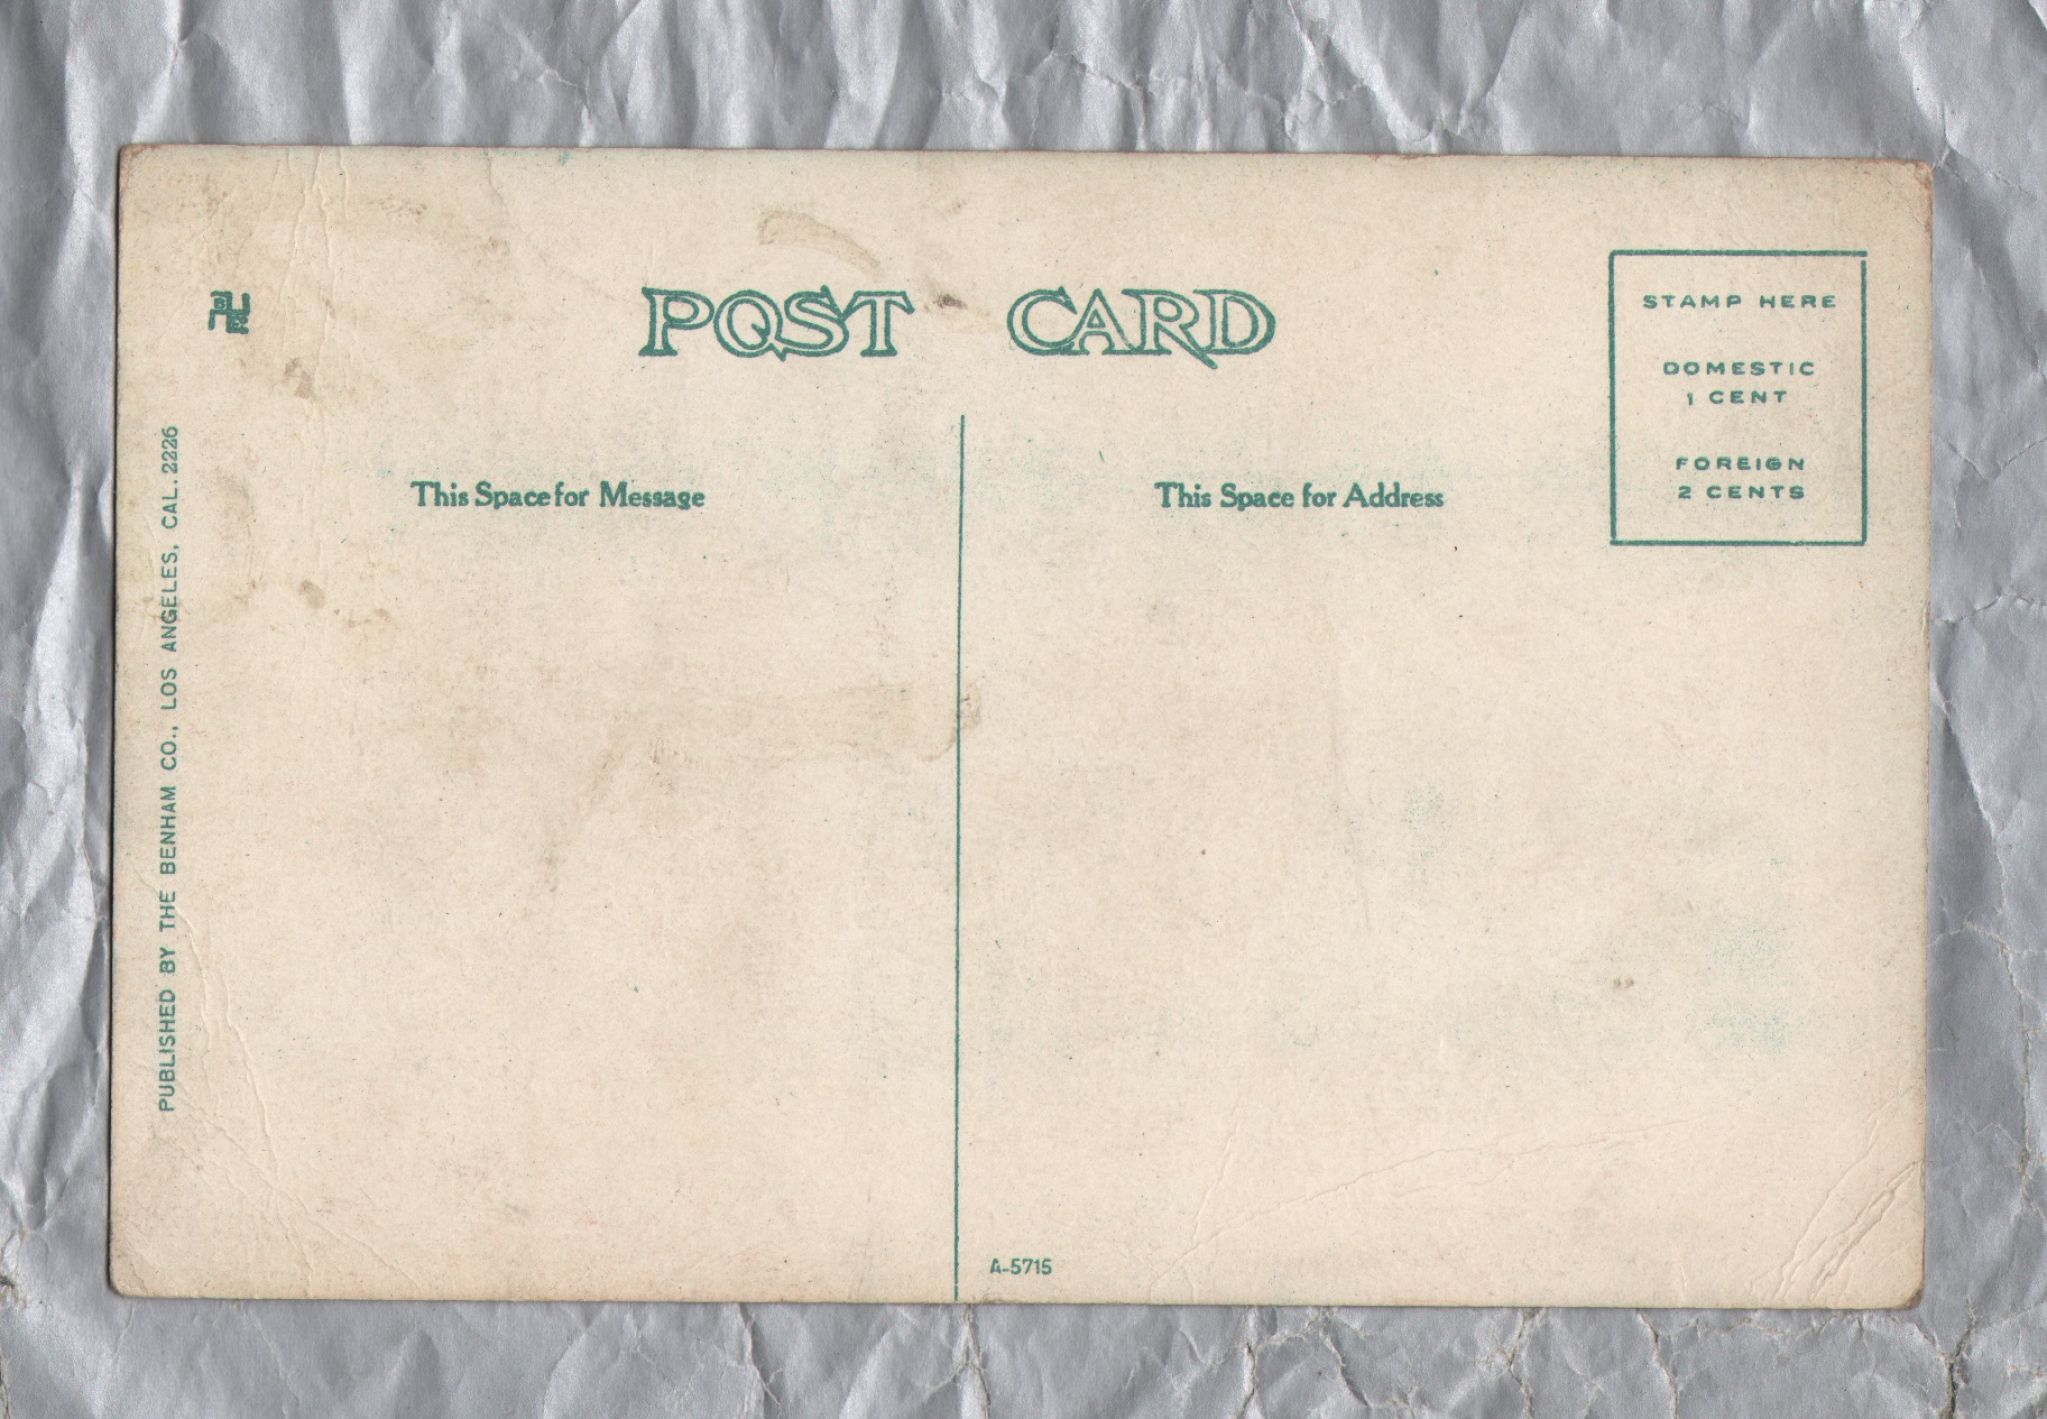 POST CARD
STAMP HERE
DOMESTIC
1 CENT
FOREIGN
2 CENTS
This Space for Message
This Space for Address
PUBLISHED BY THE BENHAM CO., LOS ANGELES, CAL. 2226
A-5715